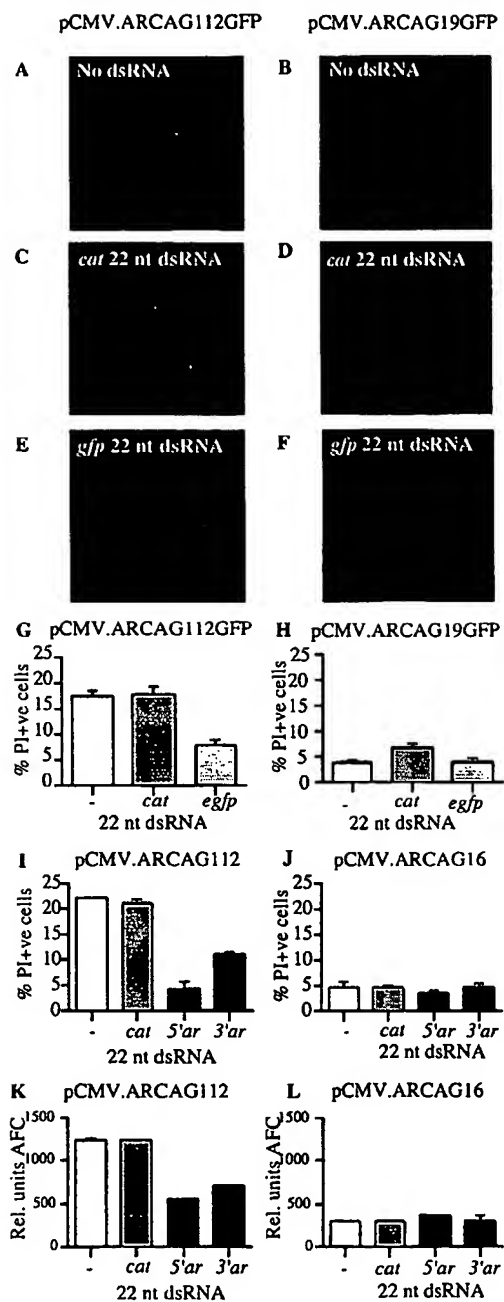 pCMV.ARCAG112GFP pCMV.ARCAG19GFP
A B
No dsRNA No dsRNA
C D
cat 22 nt dsRNA cat 22 nt dsRNA
E F
gfp 22 nt dsRNA gfp 22 nt dsRNA
G pCMV.ARCAG112GFP H pCMV.ARCAG19GFP
% PI+ve cells % PI+ve cells
25 25
20 20
15 15
10 10
5 5
0 0
- cat egfp - cat egfp
22 nt dsRNA 22 nt dsRNA
I pCMV.ARCAG112 J pCMV.ARCAG16
% PI+ve cells % PI+ve cells
25 25
20 20
15 15
10 10
5 5
0 0
- cat 5'ar 3'ar - cat 5'ar 3'ar
22 nt dsRNA 22 nt dsRNA
K pCMV.ARCAG112 L pCMV.ARCAG16
Rel. units AFC Rel. units AFC
1500 1500
1000 1000
500 500
0 0
- cat 5'ar 3'ar - cat 5'ar 3'ar
22 nt dsRNA 22 nt dsRNA